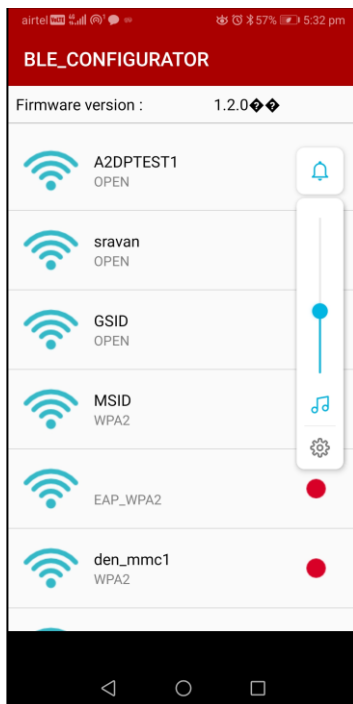 airtel 57% 5:32 pm
BLE_CONFIGURATOR
Firmware version : 1.2.0��
A2DPTEST1
OPEN
sravan
OPEN
GSID
OPEN
MSID
WPA2
EAP_WPA2
den_mmc1
WPA2